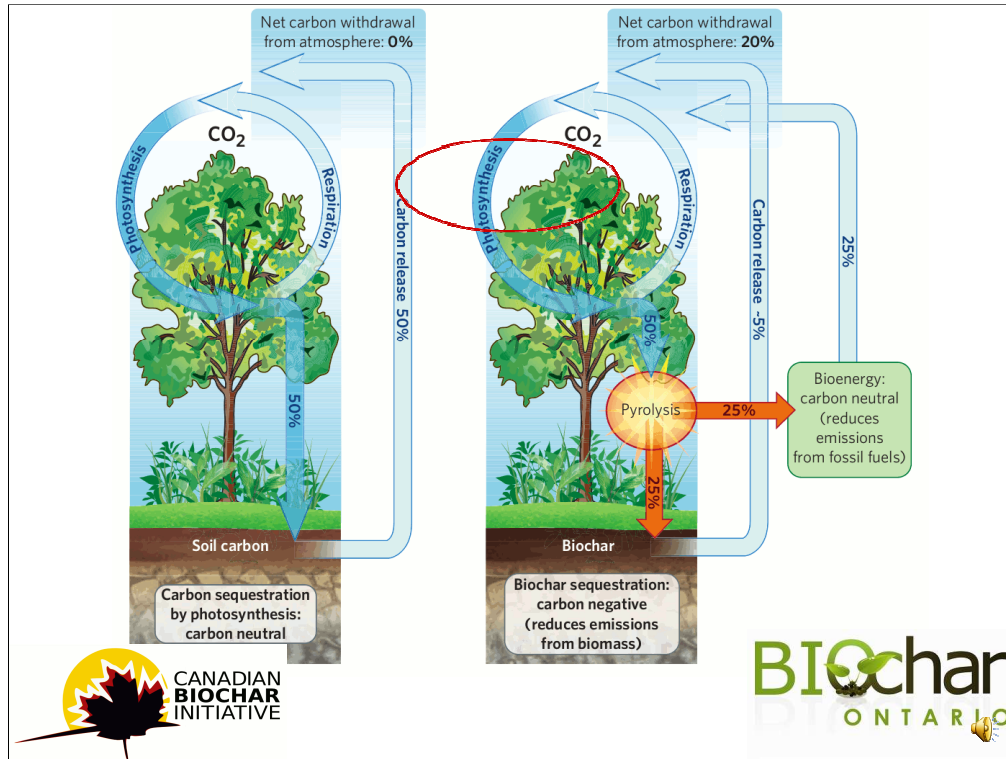 Net carbon withdrawal
from atmosphere: 0%
CO2
Photosynthesis
Respiration
Carbon release 50%
50%
Soil carbon
Carbon sequestration
by photosynthesis:
carbon neutral
Net carbon withdrawal
from atmosphere: 20%
CO2
Photosynthesis
Respiration
Carbon release ~5%
25%
50%
Pyrolysis
25%
25%
Bioenergy:
carbon neutral
(reduces
emissions
from fossil fuels)
Biochar
Biochar sequestration:
carbon negative
(reduces emissions
from biomass)
CANADIAN
BIOCHAR
INITIATIVE
BIOchar
ONTARIO